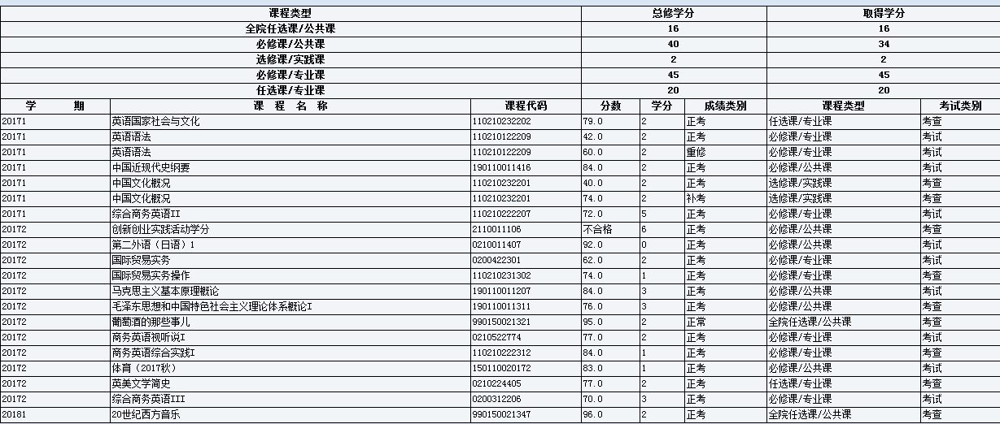 课程类型 总修学分 取得学分
全院任选课/公共课 16 16
必修课/公共课 40 34
选修课/实践课 2 2
必修课/专业课 45 45
任选课/专业课 20 20
学 期 课 程 名 称 课程代码 分数 学分 成绩类别 课程类型 考试类别
20171 英语国家社会与文化 110210232202 79.0 2 正考 任选课/专业课 考查
20171 英语语法 110210122209 42.0 2 正考 必修课/专业课 考试
20171 英语语法 110210122209 60.0 2 重修 必修课/专业课 考试
20171 中国近现代史纲要 190110011416 84.0 2 正考 必修课/公共课 考试
20171 中国文化概况 110210232201 40.0 2 正考 选修课/实践课 考查
20171 中国文化概况 110210232201 74.0 2 补考 选修课/实践课 考查
20171 综合商务英语II 110210222207 72.0 5 正考 必修课/专业课 考试
20172 创新创业实践活动学分 2110011106 不合格 6 正考 必修课/公共课 考查
20172 第二外语（日语）1 0210011407 92.0 0 正考 必修课/公共课 考试
20172 国际贸易实务 0200422301 62.0 2 正考 必修课/专业课 考试
20172 国际贸易实务操作 110210231302 74.0 1 正考 必修课/专业课 考查
20172 马克思主义基本原理概论 190110011207 84.0 3 正考 必修课/公共课 考试
20172 毛泽东思想和中国特色社会主义理论体系概论I 190110011311 76.0 3 正考 必修课/公共课 考查
20172 葡萄酒的那些事儿 990150021321 95.0 2 正常 全院任选课/公共课 考查
20172 商务英语视听说I 0210522774 77.0 2 正考 必修课/专业课 考试
20172 商务英语综合实践I 110210222312 84.0 1 正考 必修课/专业课 考查
20172 体育（2017秋） 150110020172 83.0 1 正考 必修课/公共课 考试
20172 英美文学简史 0210224405 77.0 2 正考 任选课/专业课 考查
20172 综合商务英语III 0200312206 70.0 3 正考 必修课/专业课 考试
20181 20世纪西方音乐 990150021347 96.0 2 正考 全院任选课/公共课 考查